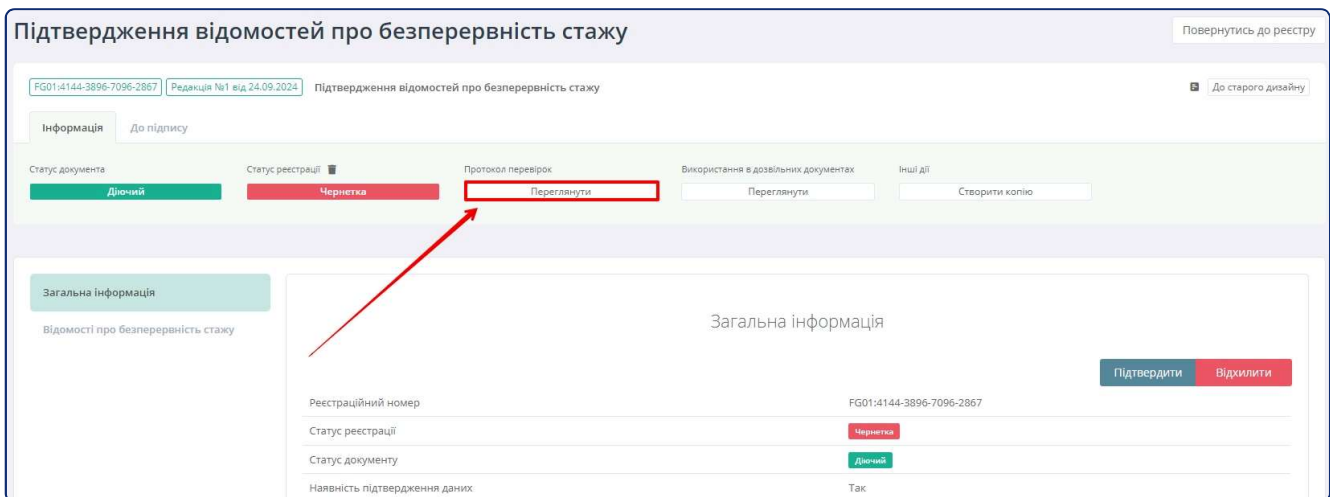 Підтвердження відомостей про безперервність стажу
Повернутись до реєстру
FG01:4144-3896-7096-2867 Редакція №1 від 24.09.2024 Підтвердження відомостей про безперервність стажу
До старого дизайну
Інформація До підпису
Статус документа Статус реєстрації Протокол перевірок Використання в дозвільних документах Інші дії
Діючий Чернетка Переглянути Переглянути Створити копію
Загальна інформація
Відомості про безперервність стажу
Загальна інформація
Підтвердити Відхилити
Реєстраційний номер FG01:4144-3896-7096-2867
Статус реєстрації Чернетка
Статус документу Діючий
Наявність підтвердження даних Так